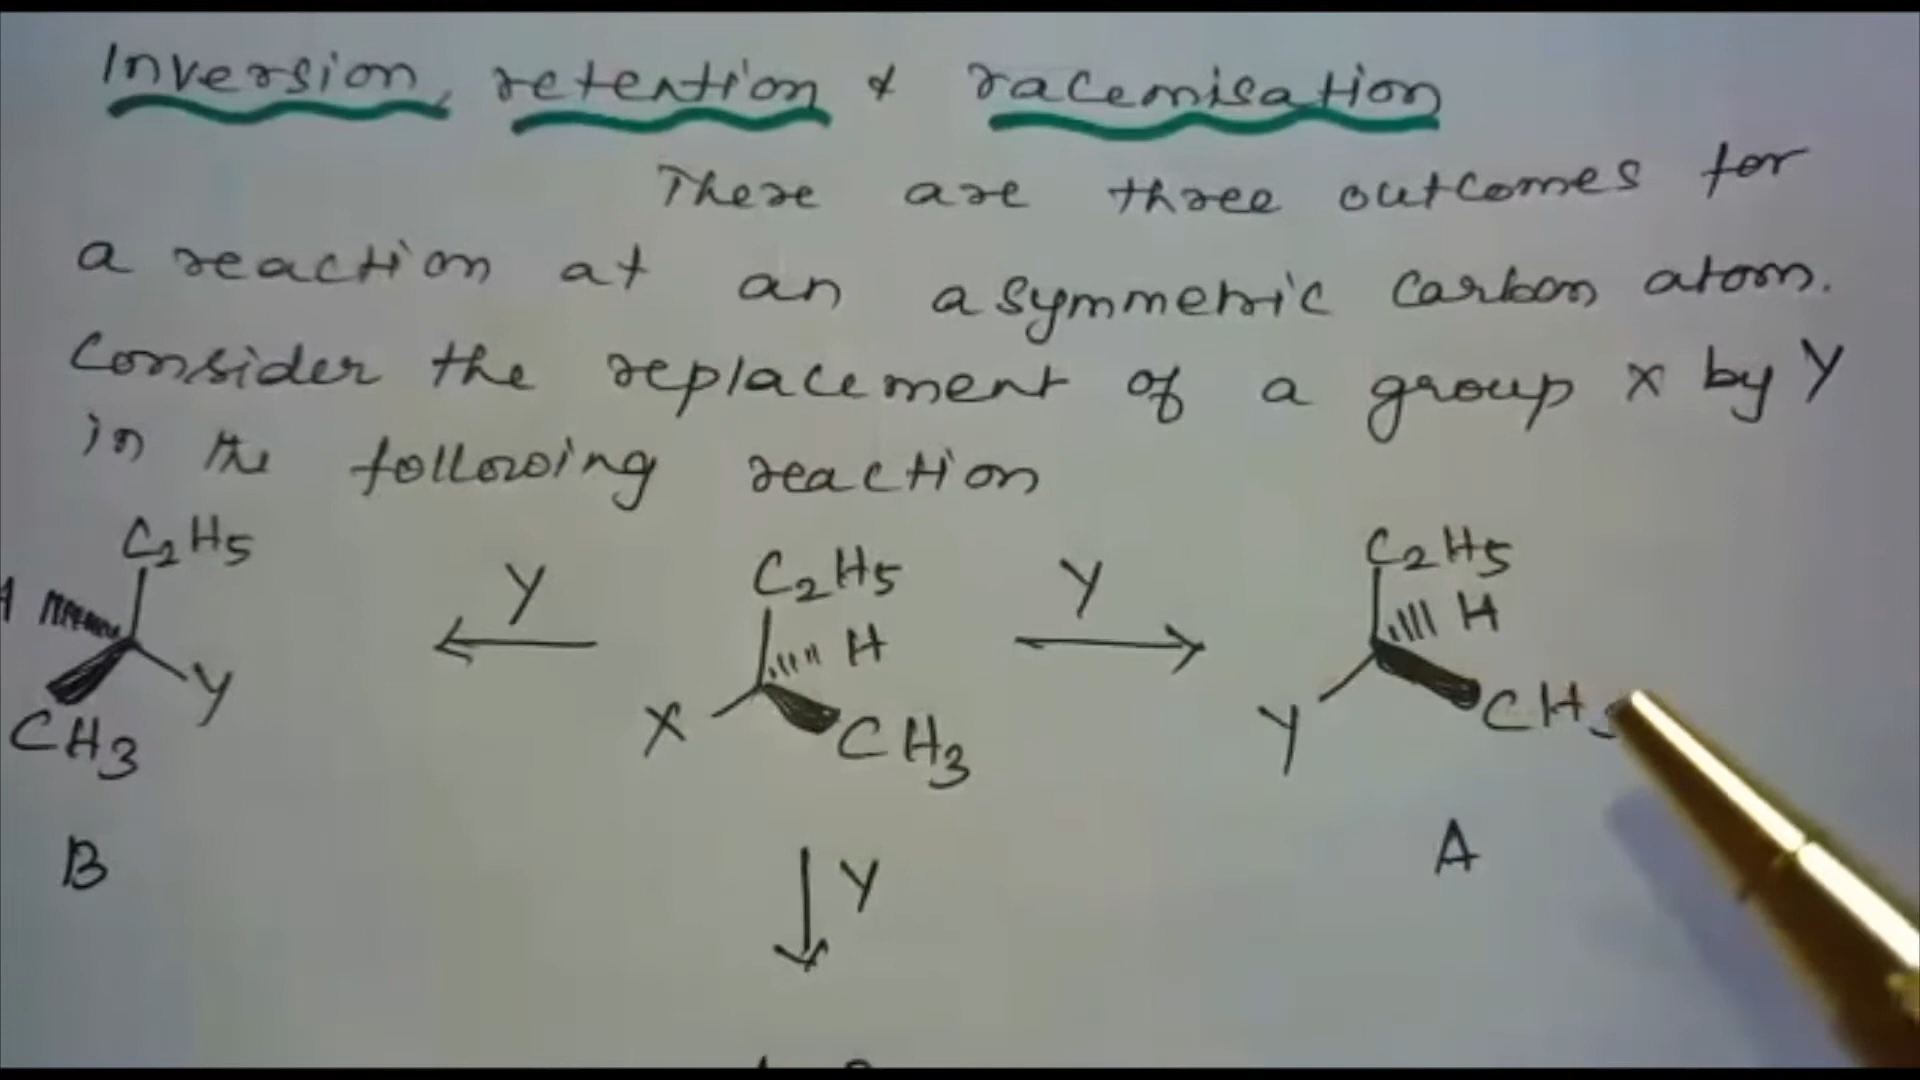 Inversion, retention & racemisation
There are three outcomes for
a reaction at an asymmetric carbon atom.
Consider the replacement of a group X by Y
in the following reaction
C2H5 Y C2H5 Y C2H5
H H
Y X CH3 Y CH3
CH3
B Y A